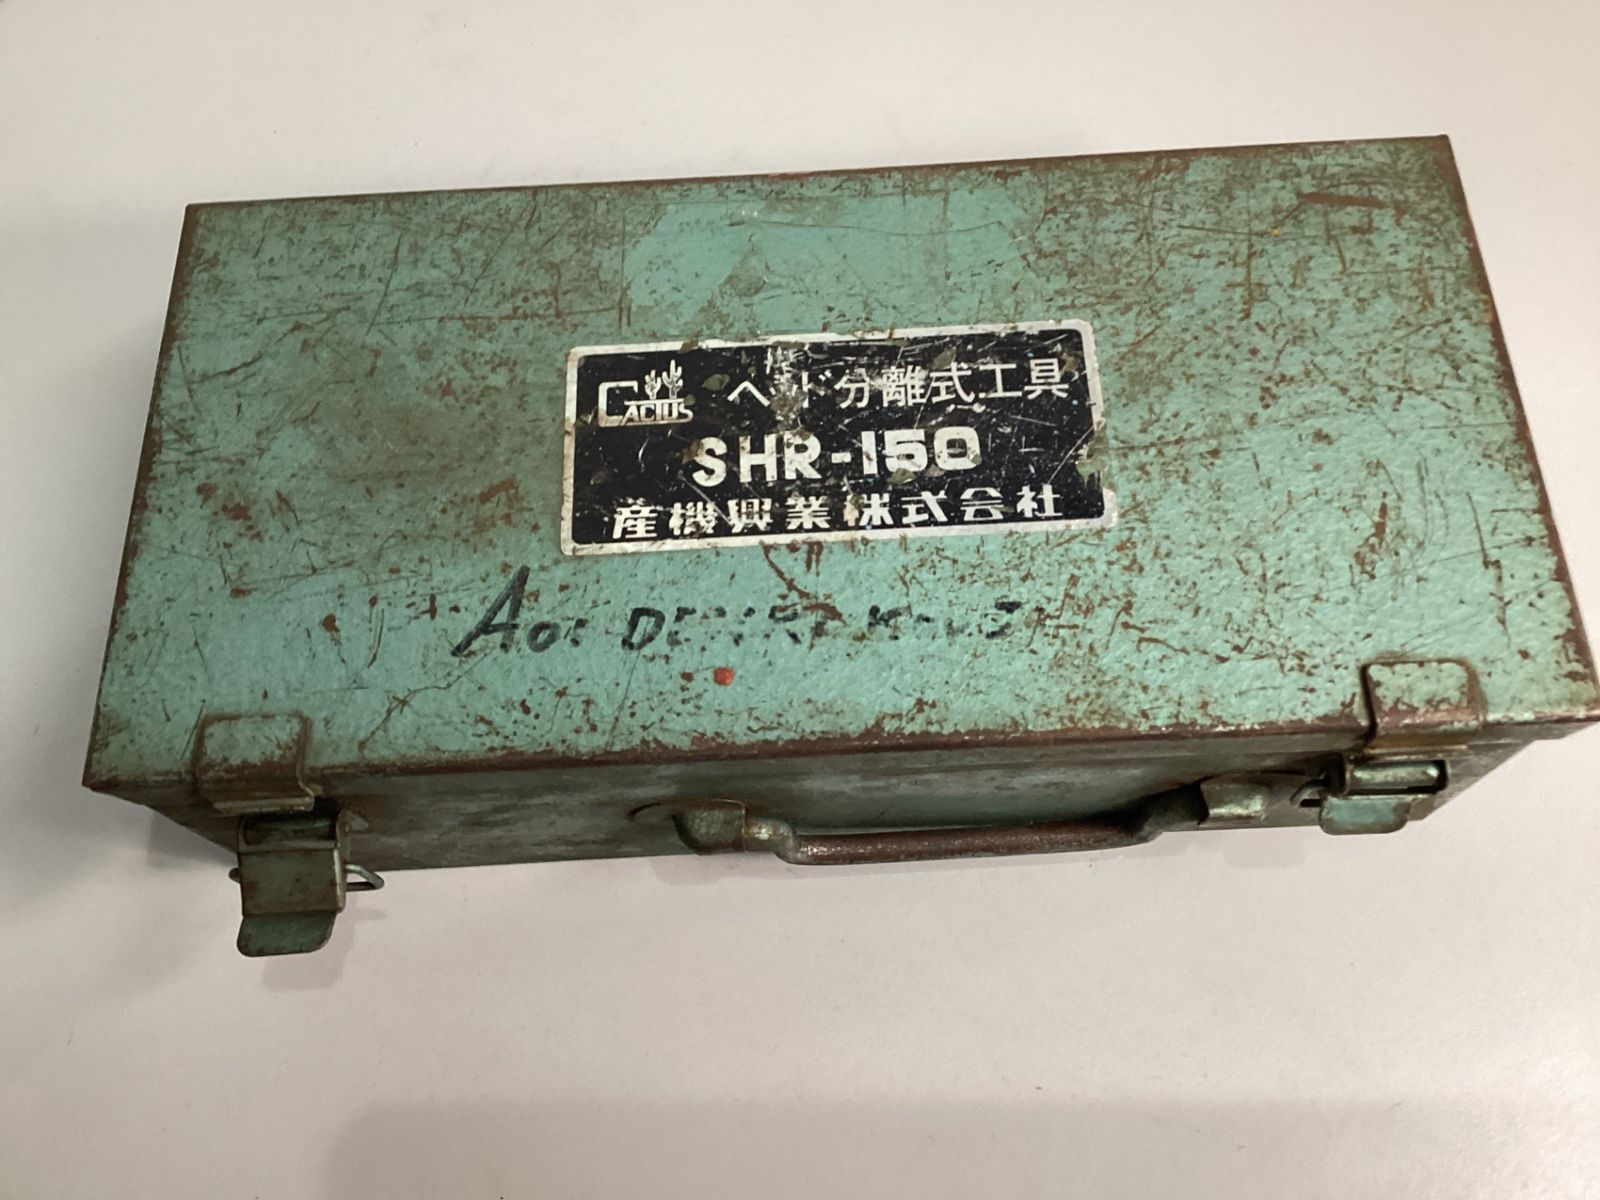 CACTUS ヘッド分離式工具
SHR-150
産機興業株式会社